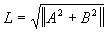 L = √‖A² + B²‖